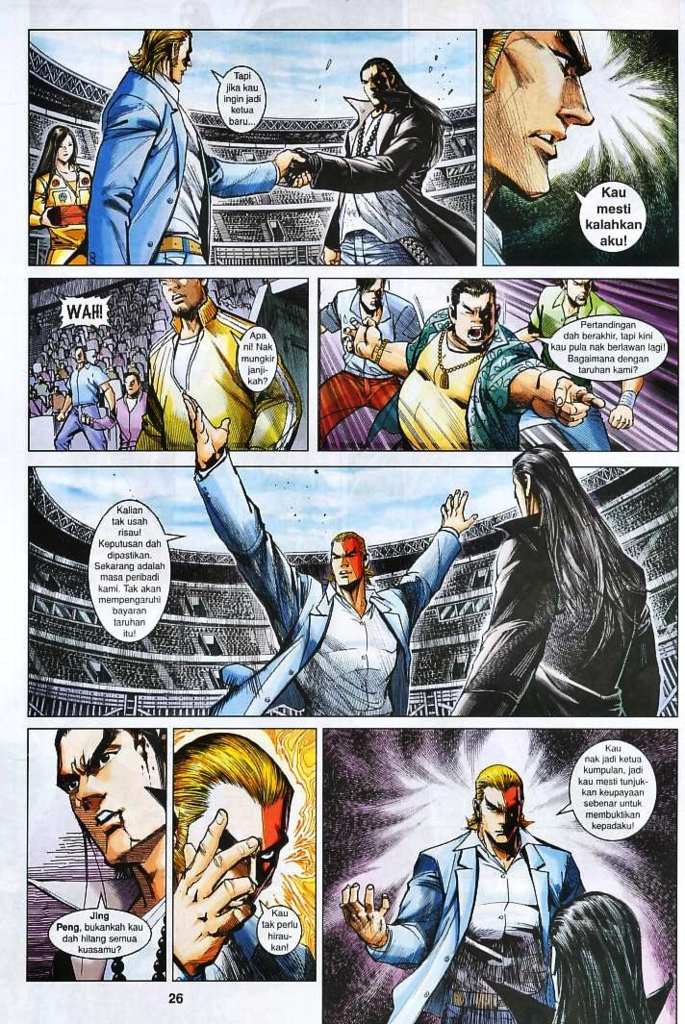 Tapi
jika kau
ingin jadi
ketua
baru...
Kau
mesti
kalahkan
aku!
WAH!
Apa
ni! Nak
mungkir
janji-
kah?
Pertandingan
dah berakhir, tapi kini
kau pula nak berlawan lagi!
Bagaimana dengan
taruhan kami?
Kalian
tak usah
risau!
Keputusan dah
dipastikan.
Sekarang adalah
masa peribadi
kami. Tak akan
mempengaruhi
bayaran
taruhan
itu!
Jing
Peng, bukankah kau
dah hilang semua
kuasamu?
Kau
tak perlu
hirau-
kan!
Kau
nak jadi ketua
kumpulan, jadi
kau mesti tunjuk-
kan keupayaan
sebenar untuk
membuktikan
kepadaku!
26